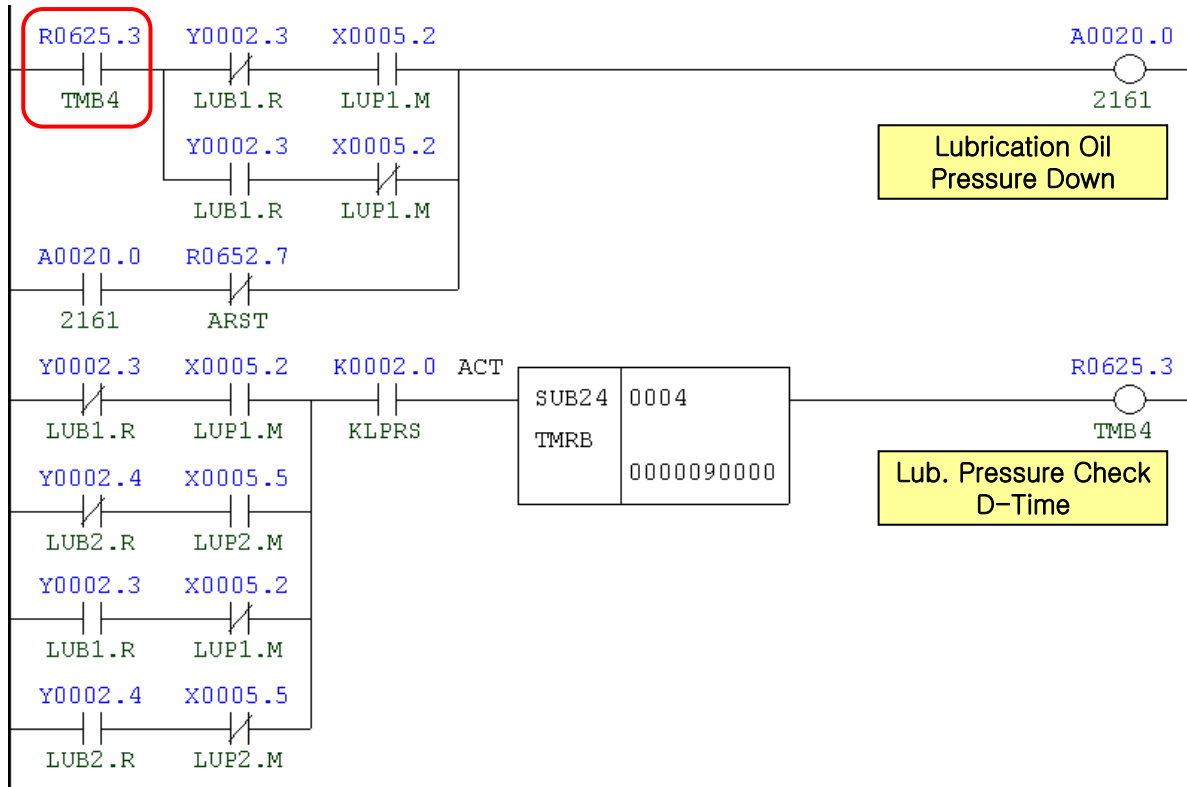 R0625.3 Y0002.3 X0005.2 A0020.0
TMB4 LUB1.R LUP1.M 2161
Lubrication Oil
Pressure Down
Y0002.3 X0005.2
LUB1.R LUP1.M
A0020.0 R0652.7
2161 ARST
Y0002.3 X0005.2 K0002.0 ACT R0625.3
SUB24 0004
LUB1.R LUP1.M KLPRS TMRB TMB4
0000090000
Lub. Pressure Check
D-Time
Y0002.4 X0005.5
LUB2.R LUP2.M
Y0002.3 X0005.2
LUB1.R LUP1.M
Y0002.4 X0005.5
LUB2.R LUP2.M